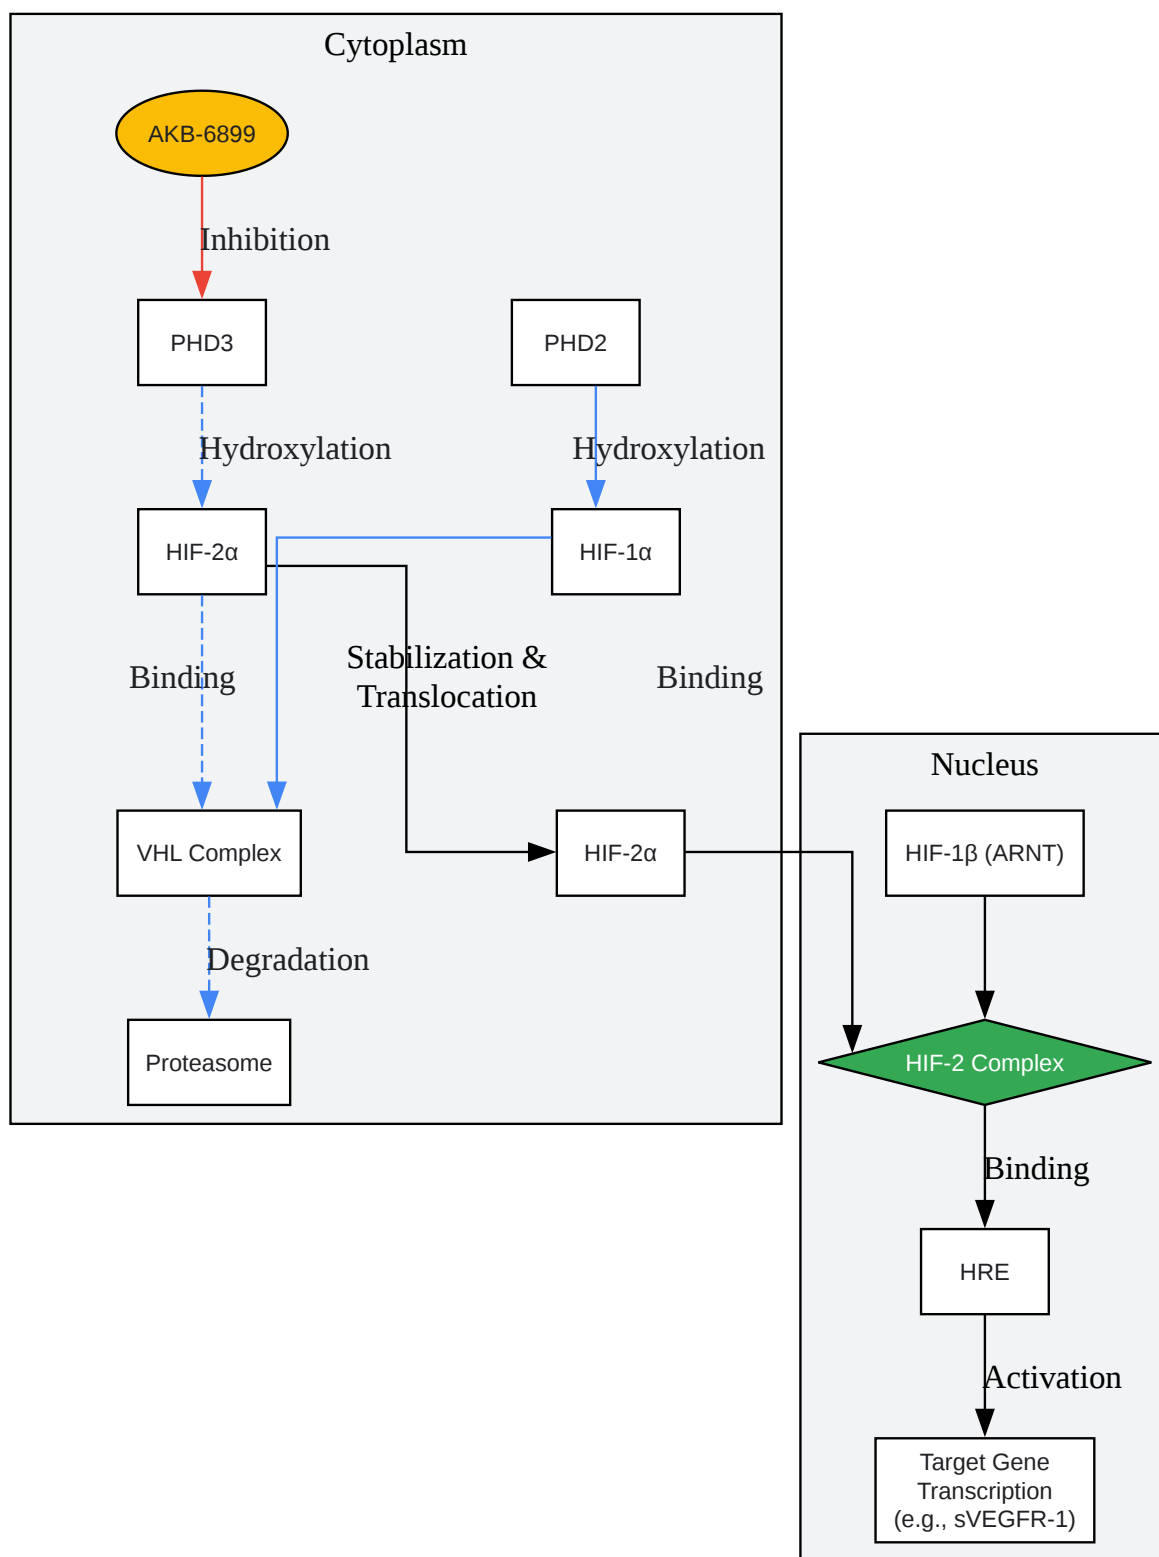 Cytoplasm
AKB-6899
Inhibition
PHD3
PHD2
Hydroxylation
Hydroxylation
HIF-2α
HIF-1α
Binding
Stabilization &
Translocation
Binding
VHL Complex
HIF-2α
Degradation
Proteasome
Nucleus
HIF-1β (ARNT)
HIF-2 Complex
Binding
HRE
Activation
Target Gene
Transcription
(e.g., sVEGFR-1)